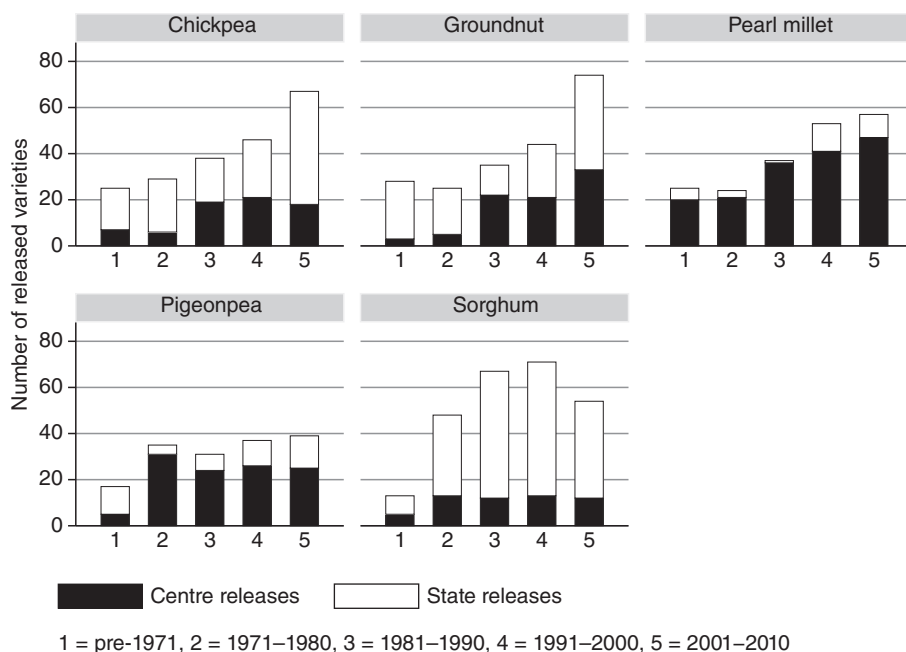 Chickpea Groundnut Pearl millet
80
60
40
20
0
1 2 3 4 5 1 2 3 4 5 1 2 3 4 5
Pigeonpea Sorghum
80
60
40
20
0
1 2 3 4 5 1 2 3 4 5
Number of released varieties
Centre releases State releases
1 = pre-1971, 2 = 1971–1980, 3 = 1981–1990, 4 = 1991–2000, 5 = 2001–2010